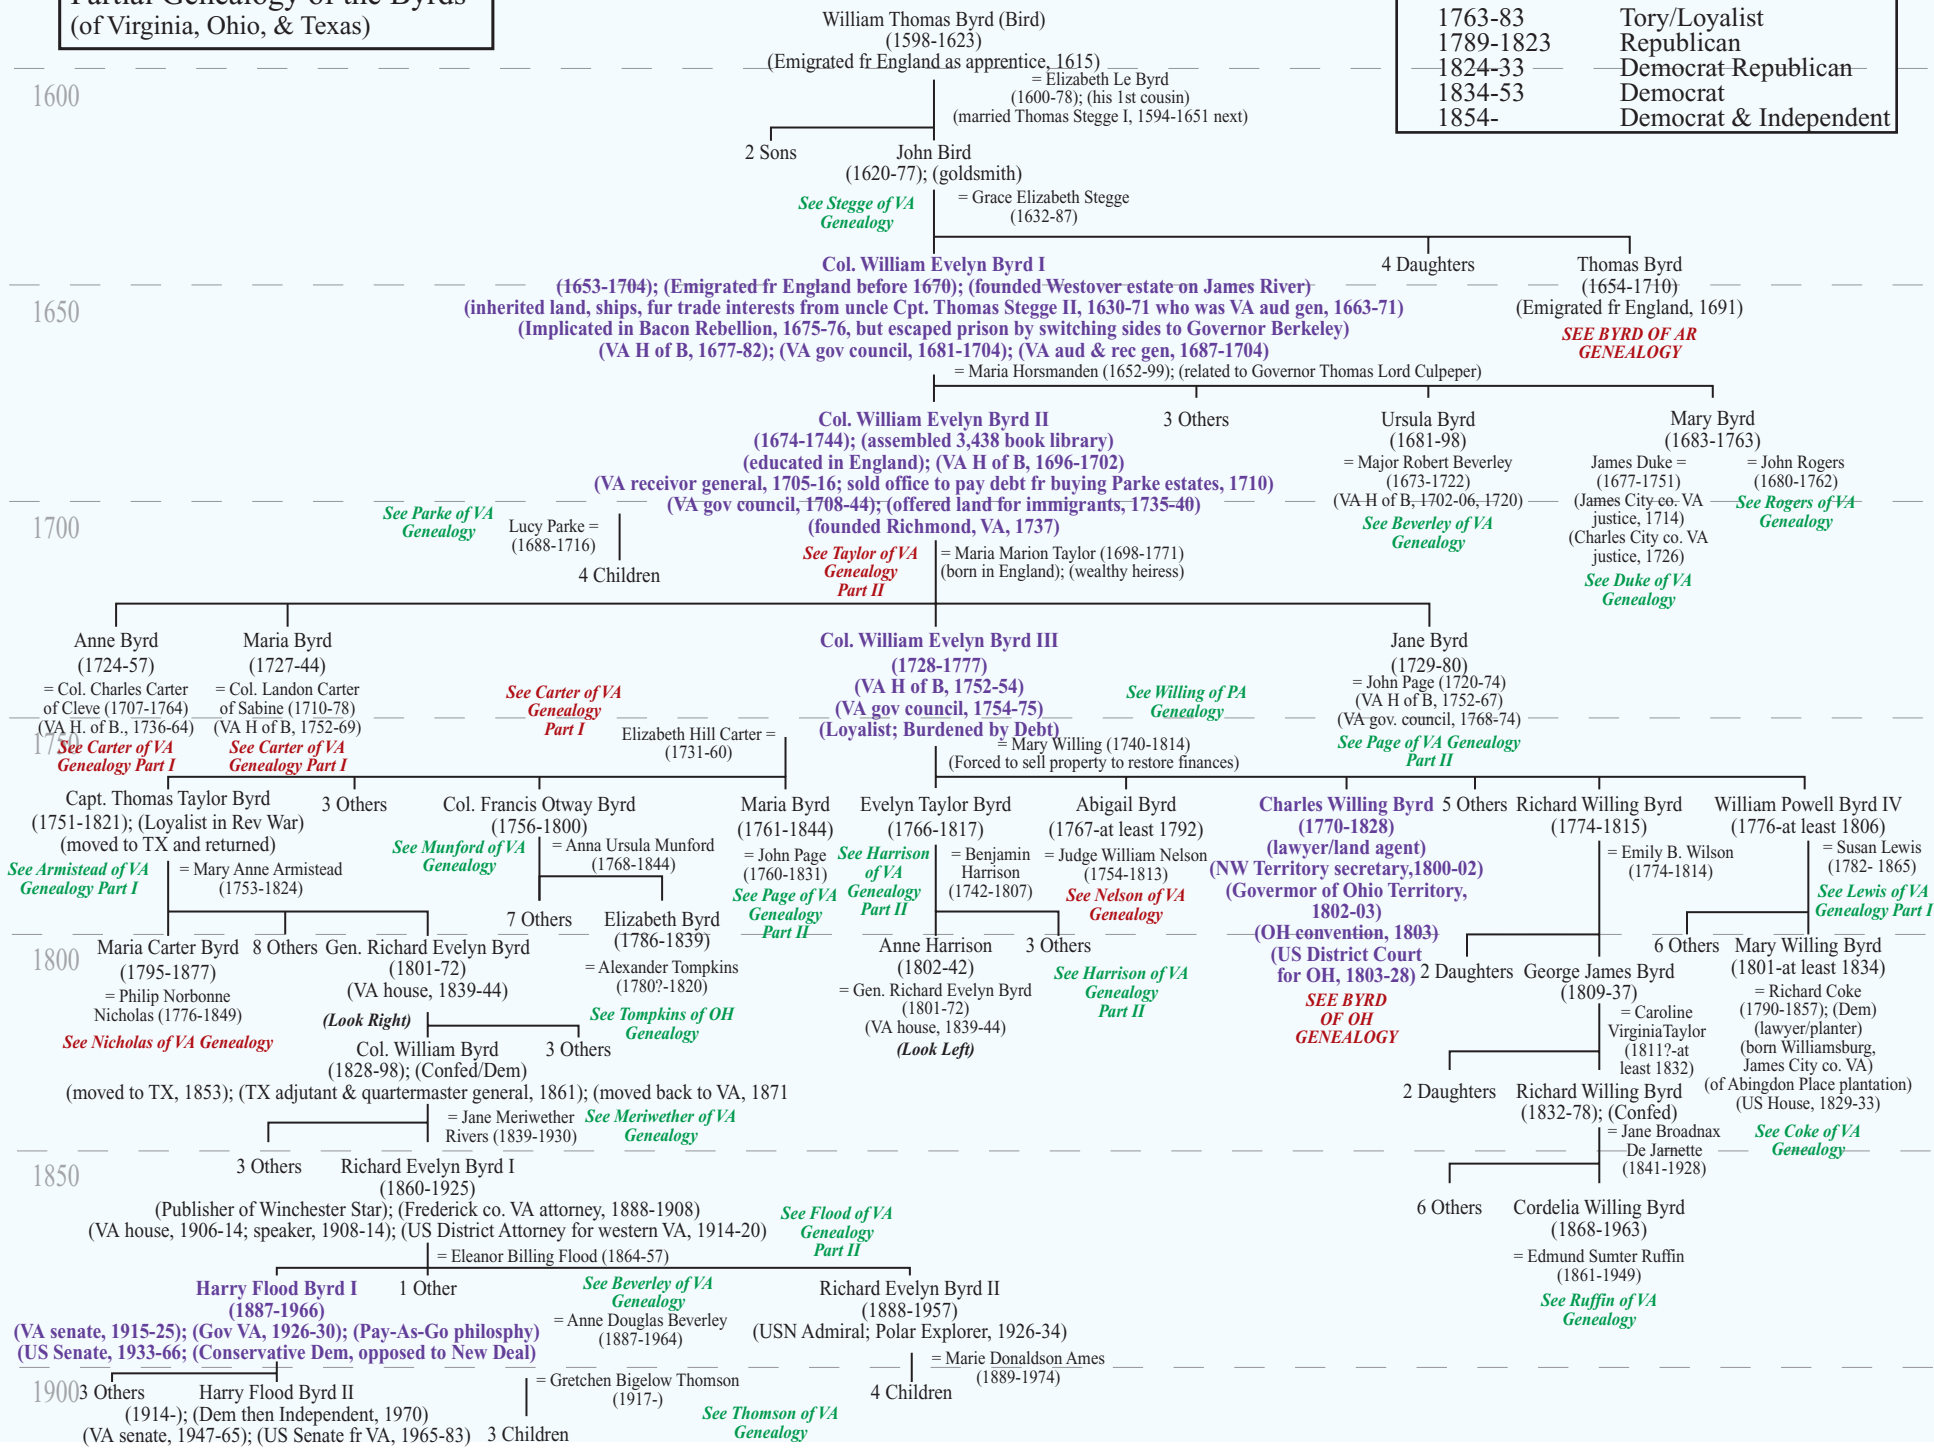 Partial Genealogy of the Byrds
(of Virginia, Ohio, & Texas)
1763-83 Tory/Loyalist
1789-1823 Republican
1824-33 Democrat Republican
1834-53 Democrat
1854- Democrat & Independent
William Thomas Byrd (Bird)
(1598-1623)
(Emigrated fr England as apprentice, 1615)
= Elizabeth Le Byrd
(1600-78); (his 1st cousin)
(married Thomas Stegge I, 1594-1651 next)
1600
2 Sons
John Bird
(1620-77); (goldsmith)
See Stegge of VA
Genealogy
= Grace Elizabeth Stegge
(1632-87)
Col. William Evelyn Byrd I
(1653-1704); (Emigrated fr England before 1670); (founded Westover estate on James River)
(inherited land, ships, fur trade interests from uncle Cpt. Thomas Stegge II, 1630-71 who was VA aud gen, 1663-71)
(Implicated in Bacon Rebellion, 1675-76, but escaped prison by switching sides to Governor Berkeley)
(VA H of B, 1677-82); (VA gov council, 1681-1704); (VA aud & rec gen, 1687-1704)
4 Daughters
Thomas Byrd
(1654-1710)
(Emigrated fr England, 1691)
SEE BYRD OF AR
GENEALOGY
1650
= Maria Horsmanden (1652-99); (related to Governor Thomas Lord Culpeper)
Col. William Evelyn Byrd II
(1674-1744); (assembled 3,438 book library)
(educated in England); (VA H of B, 1696-1702)
(VA receivor general, 1705-16; sold office to pay debt fr buying Parke estates, 1710)
(VA gov council, 1708-44); (offered land for immigrants, 1735-40)
(founded Richmond, VA, 1737)
3 Others
Ursula Byrd
(1681-98)
= Major Robert Beverley
(1673-1722)
(VA H of B, 1702-06, 1720)
See Beverley of VA
Genealogy
Mary Byrd
(1683-1763)
James Duke =
(1677-1751)
(James City co. VA
justice, 1714)
(Charles City co. VA
justice, 1726)
See Duke of VA
Genealogy
= John Rogers
(1680-1762)
See Rogers of VA
Genealogy
1700
See Parke of VA
Genealogy
Lucy Parke =
(1688-1716)
4 Children
See Taylor of VA
Genealogy
Part II
= Maria Marion Taylor (1698-1771)
(born in England); (wealthy heiress)
Anne Byrd
(1724-57)
= Col. Charles Carter
of Cleve (1707-1764)
(VA H. of B., 1736-64)
See Carter of VA
Genealogy Part I
Maria Byrd
(1727-44)
= Col. Landon Carter
of Sabine (1710-78)
(VA H of B, 1752-69)
See Carter of VA
Genealogy Part I
Col. William Evelyn Byrd III
(1728-1777)
(VA H of B, 1752-54)
(VA gov council, 1754-75)
(Loyalist; Burdened by Debt)
Jane Byrd
(1729-80)
= John Page (1720-74)
(VA H of B, 1752-67)
(VA gov. council, 1768-74)
See Page of VA Genealogy
Part II
See Carter of VA
Genealogy
Part I
See Willing of PA
Genealogy
1750
Elizabeth Hill Carter =
(1731-60)
= Mary Willing (1740-1814)
(Forced to sell property to restore finances)
Capt. Thomas Taylor Byrd
(1751-1821); (Loyalist in Rev War)
(moved to TX and returned)
See Armistead of VA
Genealogy Part I
= Mary Anne Armistead
(1753-1824)
3 Others
Col. Francis Otway Byrd
(1756-1800)
See Munford of VA
Genealogy
= Anna Ursula Munford
(1768-1844)
Maria Byrd
(1761-1844)
= John Page
(1760-1831)
See Page of VA
Genealogy
Part II
Evelyn Taylor Byrd
(1766-1817)
See Harrison
of VA
Genealogy
Part II
= Benjamin
Harrison
(1742-1807)
Abigail Byrd
(1767-at least 1792)
= Judge William Nelson
(1754-1813)
See Nelson of VA
Genealogy
Charles Willing Byrd
(1770-1828)
(lawyer/land agent)
(NW Territory secretary,1800-02)
(Govermor of Ohio Territory,
1802-03)
(OH convention, 1803)
(US District Court
for OH, 1803-28)
SEE BYRD
OF OH
GENEALOGY
5 Others
Richard Willing Byrd
(1774-1815)
= Emily B. Wilson
(1774-1814)
William Powell Byrd IV
(1776-at least 1806)
= Susan Lewis
(1782- 1865)
See Lewis of VA
Genealogy Part I
7 Others
Elizabeth Byrd
(1786-1839)
= Alexander Tompkins
(1780?-1820)
See Tompkins of OH
Genealogy
1800
Maria Carter Byrd
(1795-1877)
= Philip Norbonne
Nicholas (1776-1849)
See Nicholas of VA Genealogy
8 Others
Gen. Richard Evelyn Byrd
(1801-72)
(VA house, 1839-44)
(Look Right)
Anne Harrison
(1802-42)
= Gen. Richard Evelyn Byrd
(1801-72)
(VA house, 1839-44)
(Look Left)
3 Others
See Harrison of VA
Genealogy
Part II
2 Daughters
George James Byrd
(1809-37)
= Caroline
VirginiaTaylor
(1811?-at
least 1832)
6 Others
Mary Willing Byrd
(1801-at least 1834)
= Richard Coke
(1790-1857); (Dem)
(lawyer/planter)
(born Williamsburg,
James City co. VA)
(of Abingdon Place plantation)
(US House, 1829-33)
See Coke of VA
Genealogy
Col. William Byrd
(1828-98); (Confed/Dem)
(moved to TX, 1853); (TX adjutant & quartermaster general, 1861); (moved back to VA, 1871
3 Others
= Jane Meriwether
Rivers (1839-1930)
See Meriwether of VA
Genealogy
2 Daughters
Richard Willing Byrd
(1832-78); (Confed)
= Jane Broadnax
De Jarnette
(1841-1928)
1850
3 Others
Richard Evelyn Byrd I
(1860-1925)
(Publisher of Winchester Star); (Frederick co. VA attorney, 1888-1908)
(VA house, 1906-14; speaker, 1908-14); (US District Attorney for western VA, 1914-20)
See Flood of VA
Genealogy
Part II
= Eleanor Billing Flood (1864-57)
6 Others
Cordelia Willing Byrd
(1868-1963)
= Edmund Sumter Ruffin
(1861-1949)
See Ruffin of VA
Genealogy
Harry Flood Byrd I
(1887-1966)
(VA senate, 1915-25); (Gov VA, 1926-30); (Pay-As-Go philosphy)
(US Senate, 1933-66; (Conservative Dem, opposed to New Deal)
1 Other
See Beverley of VA
Genealogy
= Anne Douglas Beverley
(1887-1964)
Richard Evelyn Byrd II
(1888-1957)
(USN Admiral; Polar Explorer, 1926-34)
= Marie Donaldson Ames
(1889-1974)
4 Children
1900
3 Others
Harry Flood Byrd II
(1914-); (Dem then Independent, 1970)
(VA senate, 1947-65); (US Senate fr VA, 1965-83)
= Gretchen Bigelow Thomson
(1917-)
3 Children
See Thomson of VA
Genealogy